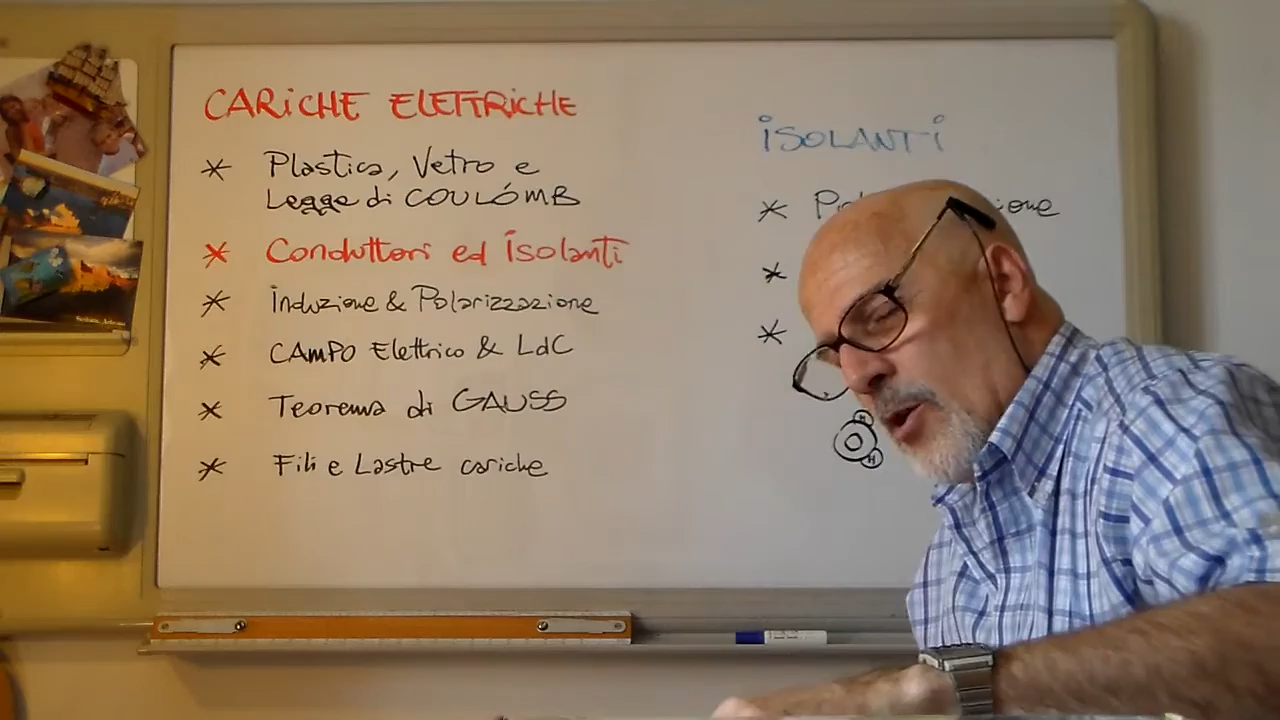 CARICHE ELETTRICHE
* Plastica, Vetro e
Legge di COULÓMB
* Conduttori ed Isolanti
* Induzione & Polarizzazione
* CAMPO Elettrico & LdC
* Teorema di GAUSS
* Fili e Lastre cariche
ISOLANTI
*
*
*
H
H